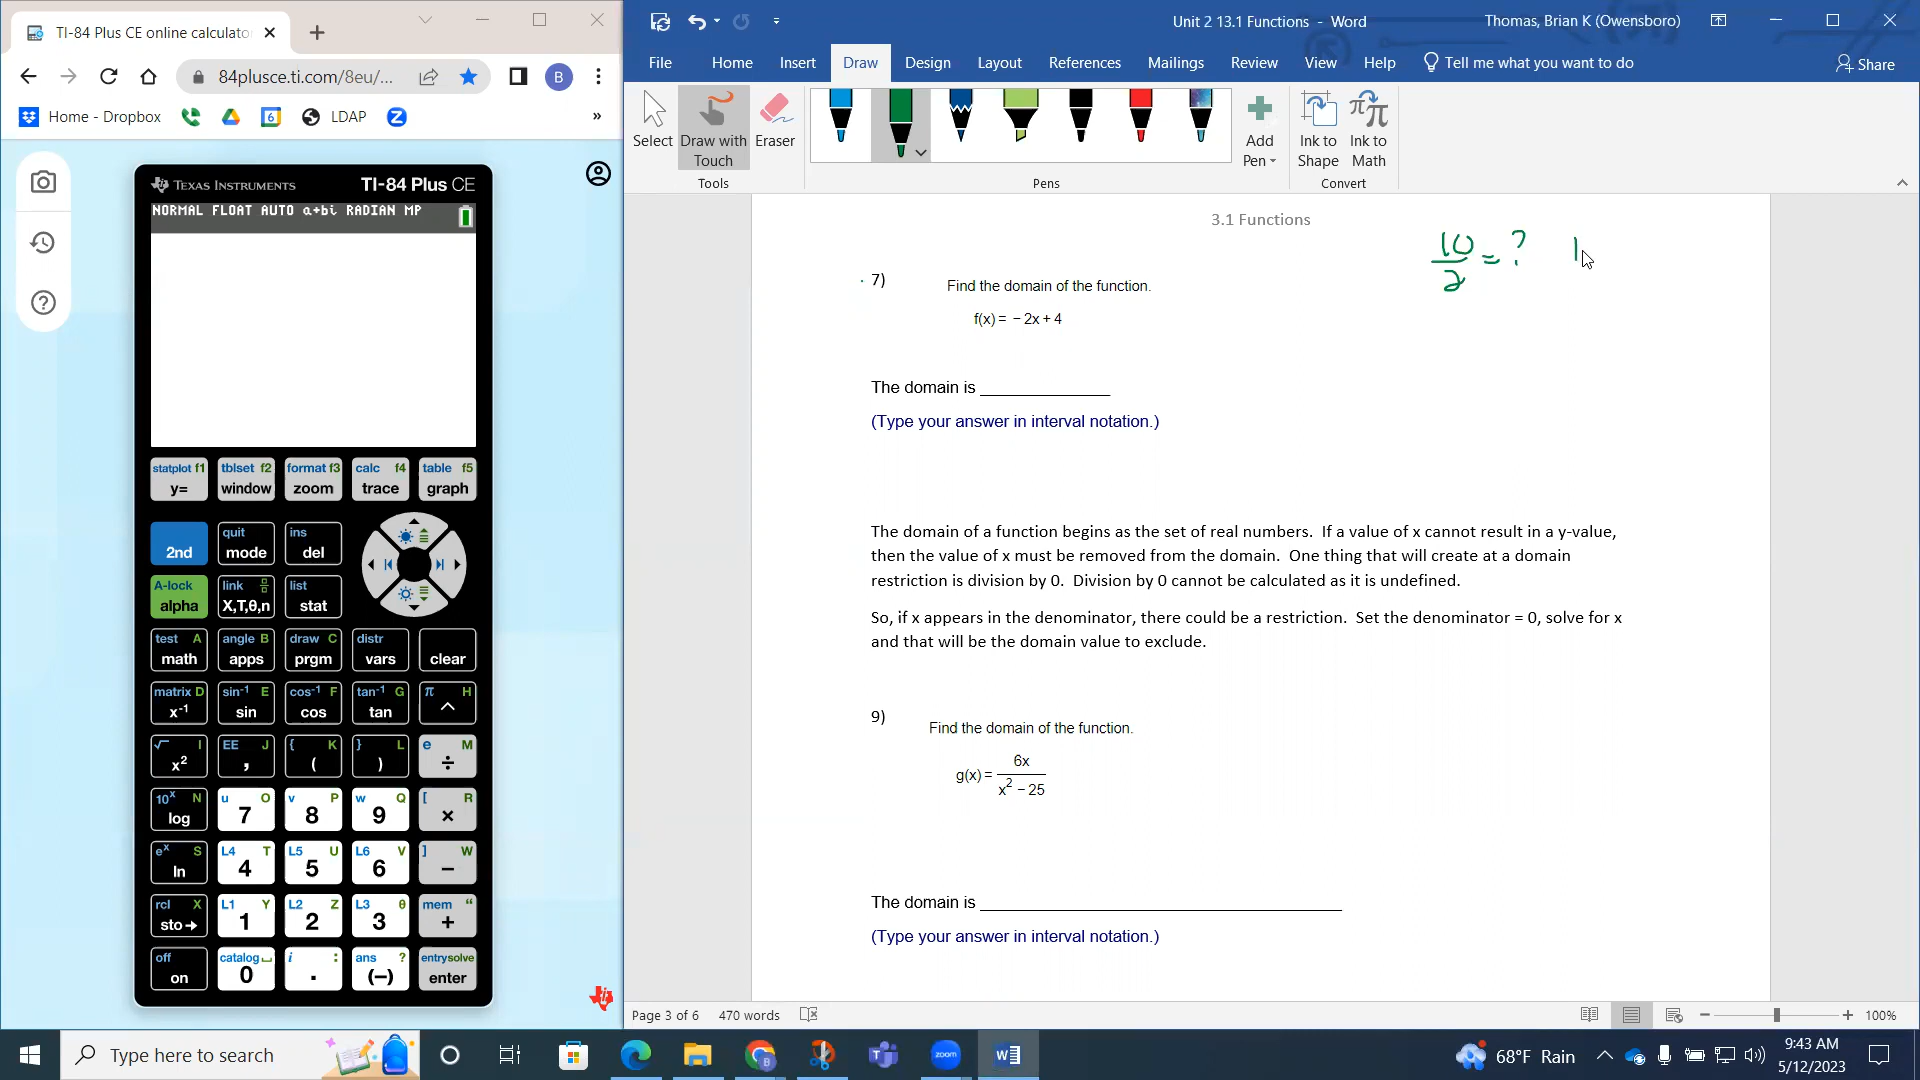 TI-84 Plus CE online calculato
84plusce.ti.com/8eu/...
B
Home - Dropbox
6
LDAP
»
TEXAS INSTRUMENTS TI-84 Plus CE
NORMAL FLOAT AUTO a+bi RADIAN MP
statplot f1 tblset f2 format f3 calc f4 table f5
y= window zoom trace graph
quit ins
2nd mode del
A-lock link list
alpha X,T,θ,n stat
test A angle B draw C distr
math apps prgm vars clear
matrix D sin⁻¹ E cos⁻¹ F tan⁻¹ G π H
x⁻¹ sin cos tan ^
√ I EE J { K } L e M
x² , ( ) ÷
10ˣ N u O v P w Q [ R
log 7 8 9 ×
eˣ S L4 T L5 U L6 V ] W
ln 4 5 6 −
rcl X L1 Y L2 Z L3 θ mem “
sto→ 1 2 3 +
off catalog i : ans ? entry solve
on 0 . (−) enter
Unit 2 13.1 Functions - Word
Thomas, Brian K (Owensboro)
File Home Insert Draw Design Layout References Mailings Review View Help Tell me what you want to do Share
Select Draw with Touch Eraser Add Pen Ink to Shape Ink to Math
Tools Pens Convert
3.1 Functions
10/2 = ? 1
7) Find the domain of the function.
f(x) = − 2x + 4
The domain is ______________
(Type your answer in interval notation.)
The domain of a function begins as the set of real numbers. If a value of x cannot result in a y-value,
then the value of x must be removed from the domain. One thing that will create at a domain
restriction is division by 0. Division by 0 cannot be calculated as it is undefined.
So, if x appears in the denominator, there could be a restriction. Set the denominator = 0, solve for x
and that will be the domain value to exclude.
9) Find the domain of the function.
g(x) = 6x / x² − 25
The domain is ________________________________________
(Type your answer in interval notation.)
Page 3 of 6 470 words 100%
Type here to search
zoom
68°F Rain
9:43 AM
5/12/2023